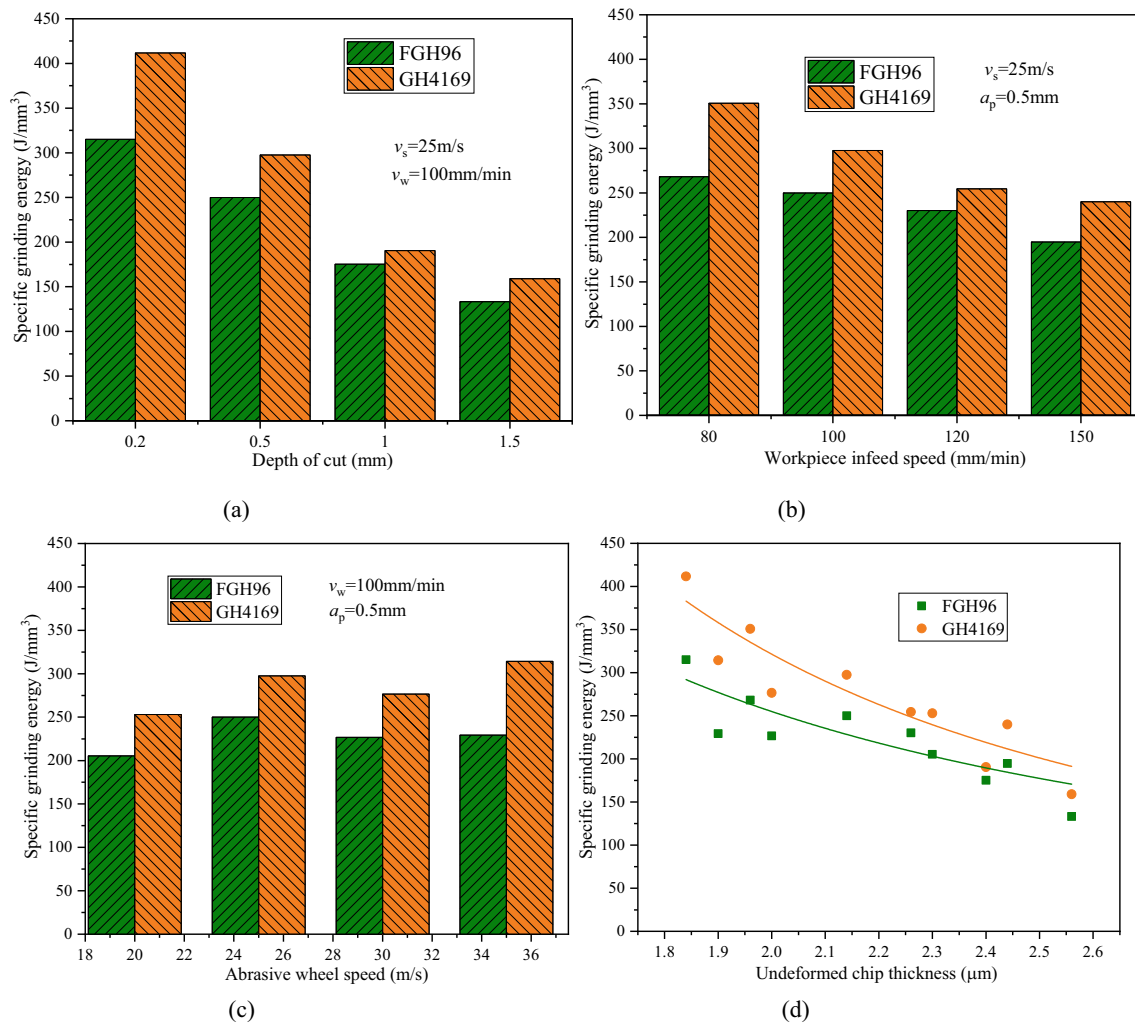 450
400
350
300
250
200
150
100
50
0
Specific grinding energy (J/mm³)
FGH96
GH4169
vs=25m/s
vw=100mm/min
0.2 0.5 1 1.5
Depth of cut (mm)
(a)
450
400
350
300
250
200
150
100
50
0
Specific grinding energy (J/mm³)
FGH96
GH4169
vs=25m/s
ap=0.5mm
80 100 120 150
Workpiece infeed speed (mm/min)
(b)
450
400
350
300
250
200
150
100
50
0
Specific grinding energy (J/mm³)
FGH96
GH4169
vw=100mm/min
ap=0.5mm
18 20 22 24 26 28 30 32 34 36
Abrasive wheel speed (m/s)
(c)
450
400
350
300
250
200
150
100
50
0
Specific grinding energy (J/mm³)
FGH96
GH4169
1.8 1.9 2.0 2.1 2.2 2.3 2.4 2.5 2.6
Undeformed chip thickness (μm)
(d)